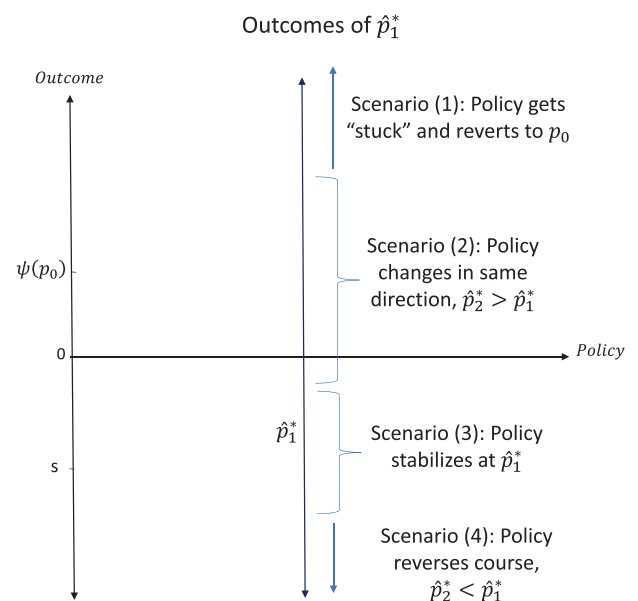 Outcomes of p̂₁*
Outcome
Scenario (1): Policy gets
“stuck” and reverts to p₀
Scenario (2): Policy
changes in same
direction, p̂₂* > p̂₁*
ψ(p₀)
0
Policy
p̂₁*
Scenario (3): Policy
stabilizes at p̂₁*
s
Scenario (4): Policy
reverses course,
p̂₂* < p̂₁*